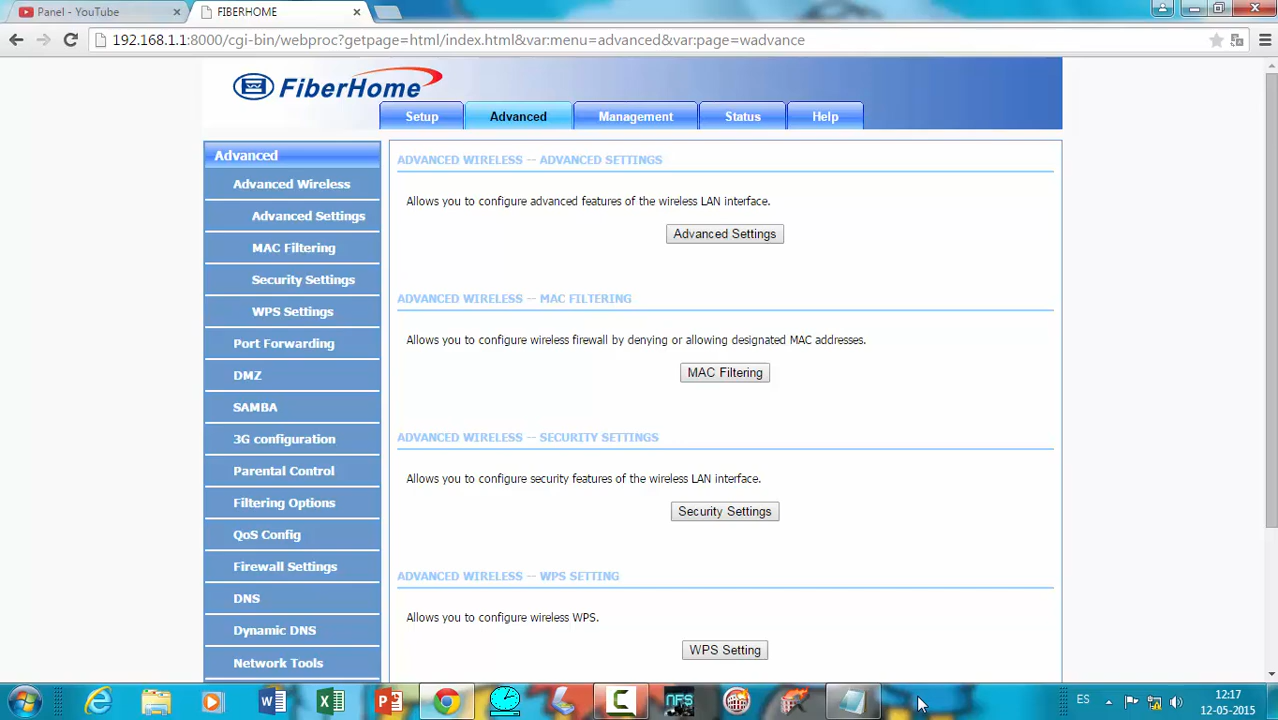 Panel - YouTube
FIBERHOME
192.168.1.1:8000/cgi-bin/webproc?getpage=html/index.html&var:menu=advanced&var:page=wadvance
FiberHome
Setup
Advanced
Management
Status
Help
Advanced
Advanced Wireless
Advanced Settings
MAC Filtering
Security Settings
WPS Settings
Port Forwarding
DMZ
SAMBA
3G configuration
Parental Control
Filtering Options
QoS Config
Firewall Settings
DNS
Dynamic DNS
Network Tools
ADVANCED WIRELESS -- ADVANCED SETTINGS
Allows you to configure advanced features of the wireless LAN interface.
Advanced Settings
ADVANCED WIRELESS -- MAC FILTERING
Allows you to configure wireless firewall by denying or allowing designated MAC addresses.
MAC Filtering
ADVANCED WIRELESS -- SECURITY SETTINGS
Allows you to configure security features of the wireless LAN interface.
Security Settings
ADVANCED WIRELESS -- WPS SETTING
Allows you to configure wireless WPS.
WPS Setting
NFS
ES
12:17
12-05-2015